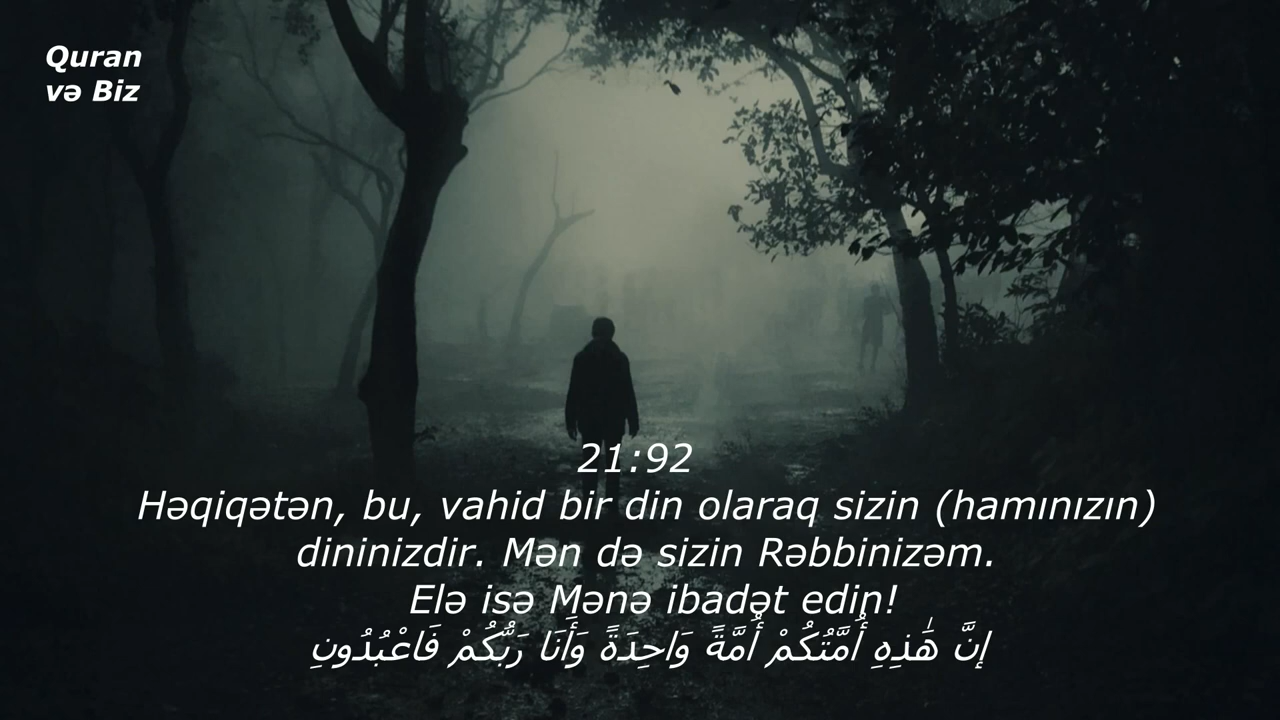 Quran
və Biz
21:92
Həqiqətən, bu, vahid bir din olaraq sizin (hamınızın)
dininizdir. Mən də sizin Rəbbinizəm.
Elə isə Mənə ibadət edin!
إِنَّ هَٰذِهِ أُمَّتُكُمْ أُمَّةً وَاحِدَةً وَأَنَا رَبُّكُمْ فَاعْبُدُونِ